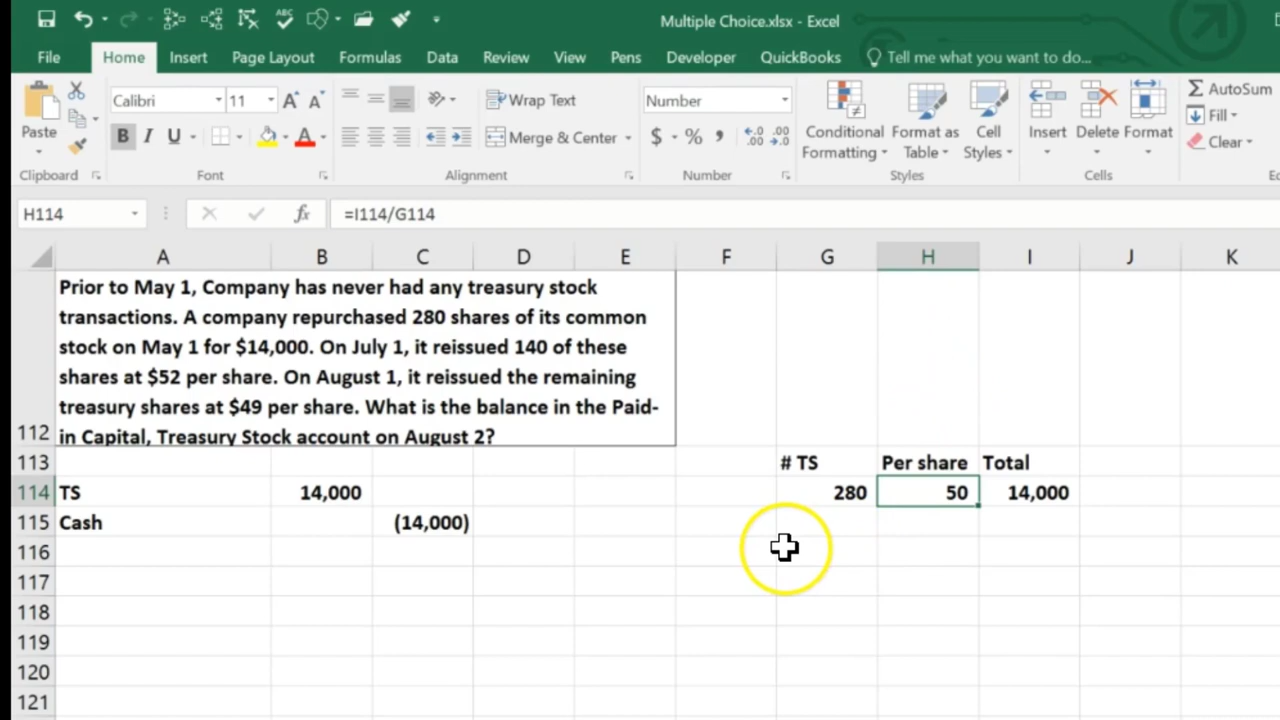 Multiple Choice.xlsx - Excel
File Home Insert Page Layout Formulas Data Review View Pens Developer QuickBooks Tell me what you want to do...
ABC
Calibri 11 A A Wrap Text Number AutoSum
Paste B I U A Merge & Center $ % , Conditional Formatting Format as Table Cell Styles Insert Delete Format Fill
Clear
Clipboard Font Alignment Number Styles Cells
H114 fx =I114/G114
A B C D E F G H I J K
Prior to May 1, Company has never had any treasury stock
transactions. A company repurchased 280 shares of its common
stock on May 1 for $14,000. On July 1, it reissued 140 of these
shares at $52 per share. On August 1, it reissued the remaining
treasury shares at $49 per share. What is the balance in the Paid-
112 in Capital, Treasury Stock account on August 2?
113 # TS Per share Total
114 TS 14,000 280 50 14,000
115 Cash (14,000)
116
117
118
119
120
121